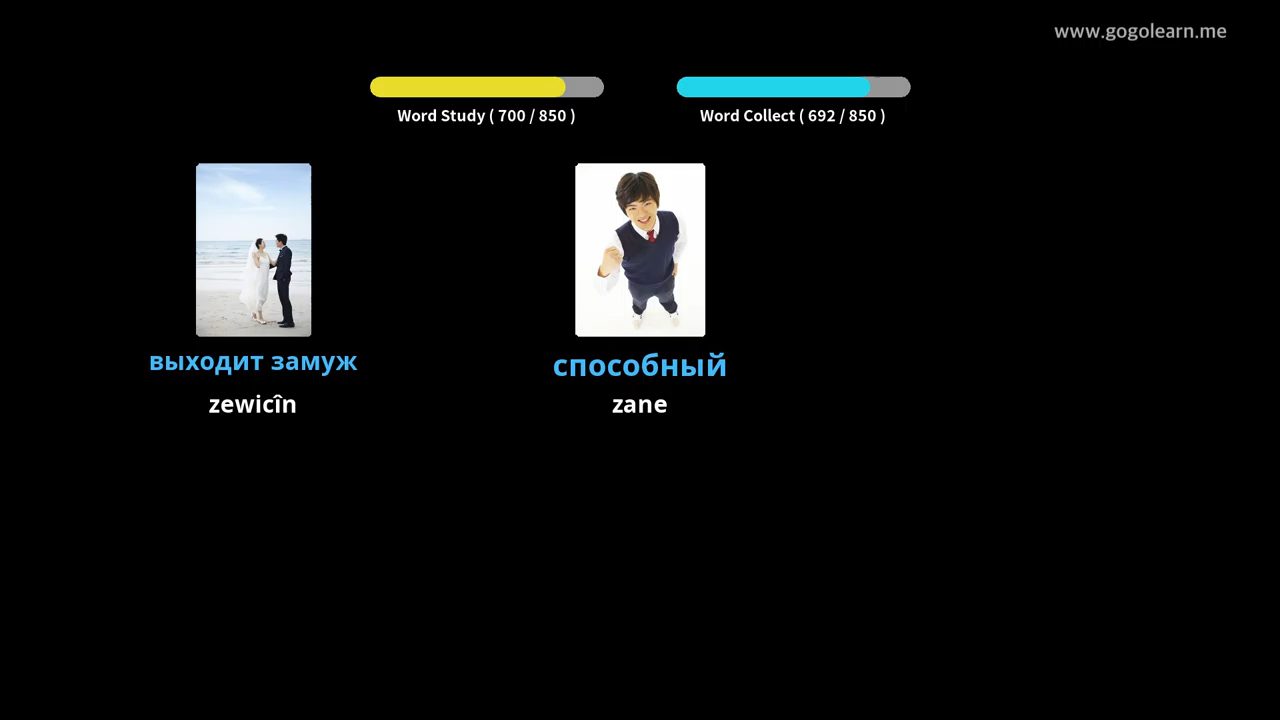 www.gogolearn.me
Word Study ( 700 / 850 )
Word Collect ( 692 / 850 )
выходит замуж
zewicîn
способный
zane